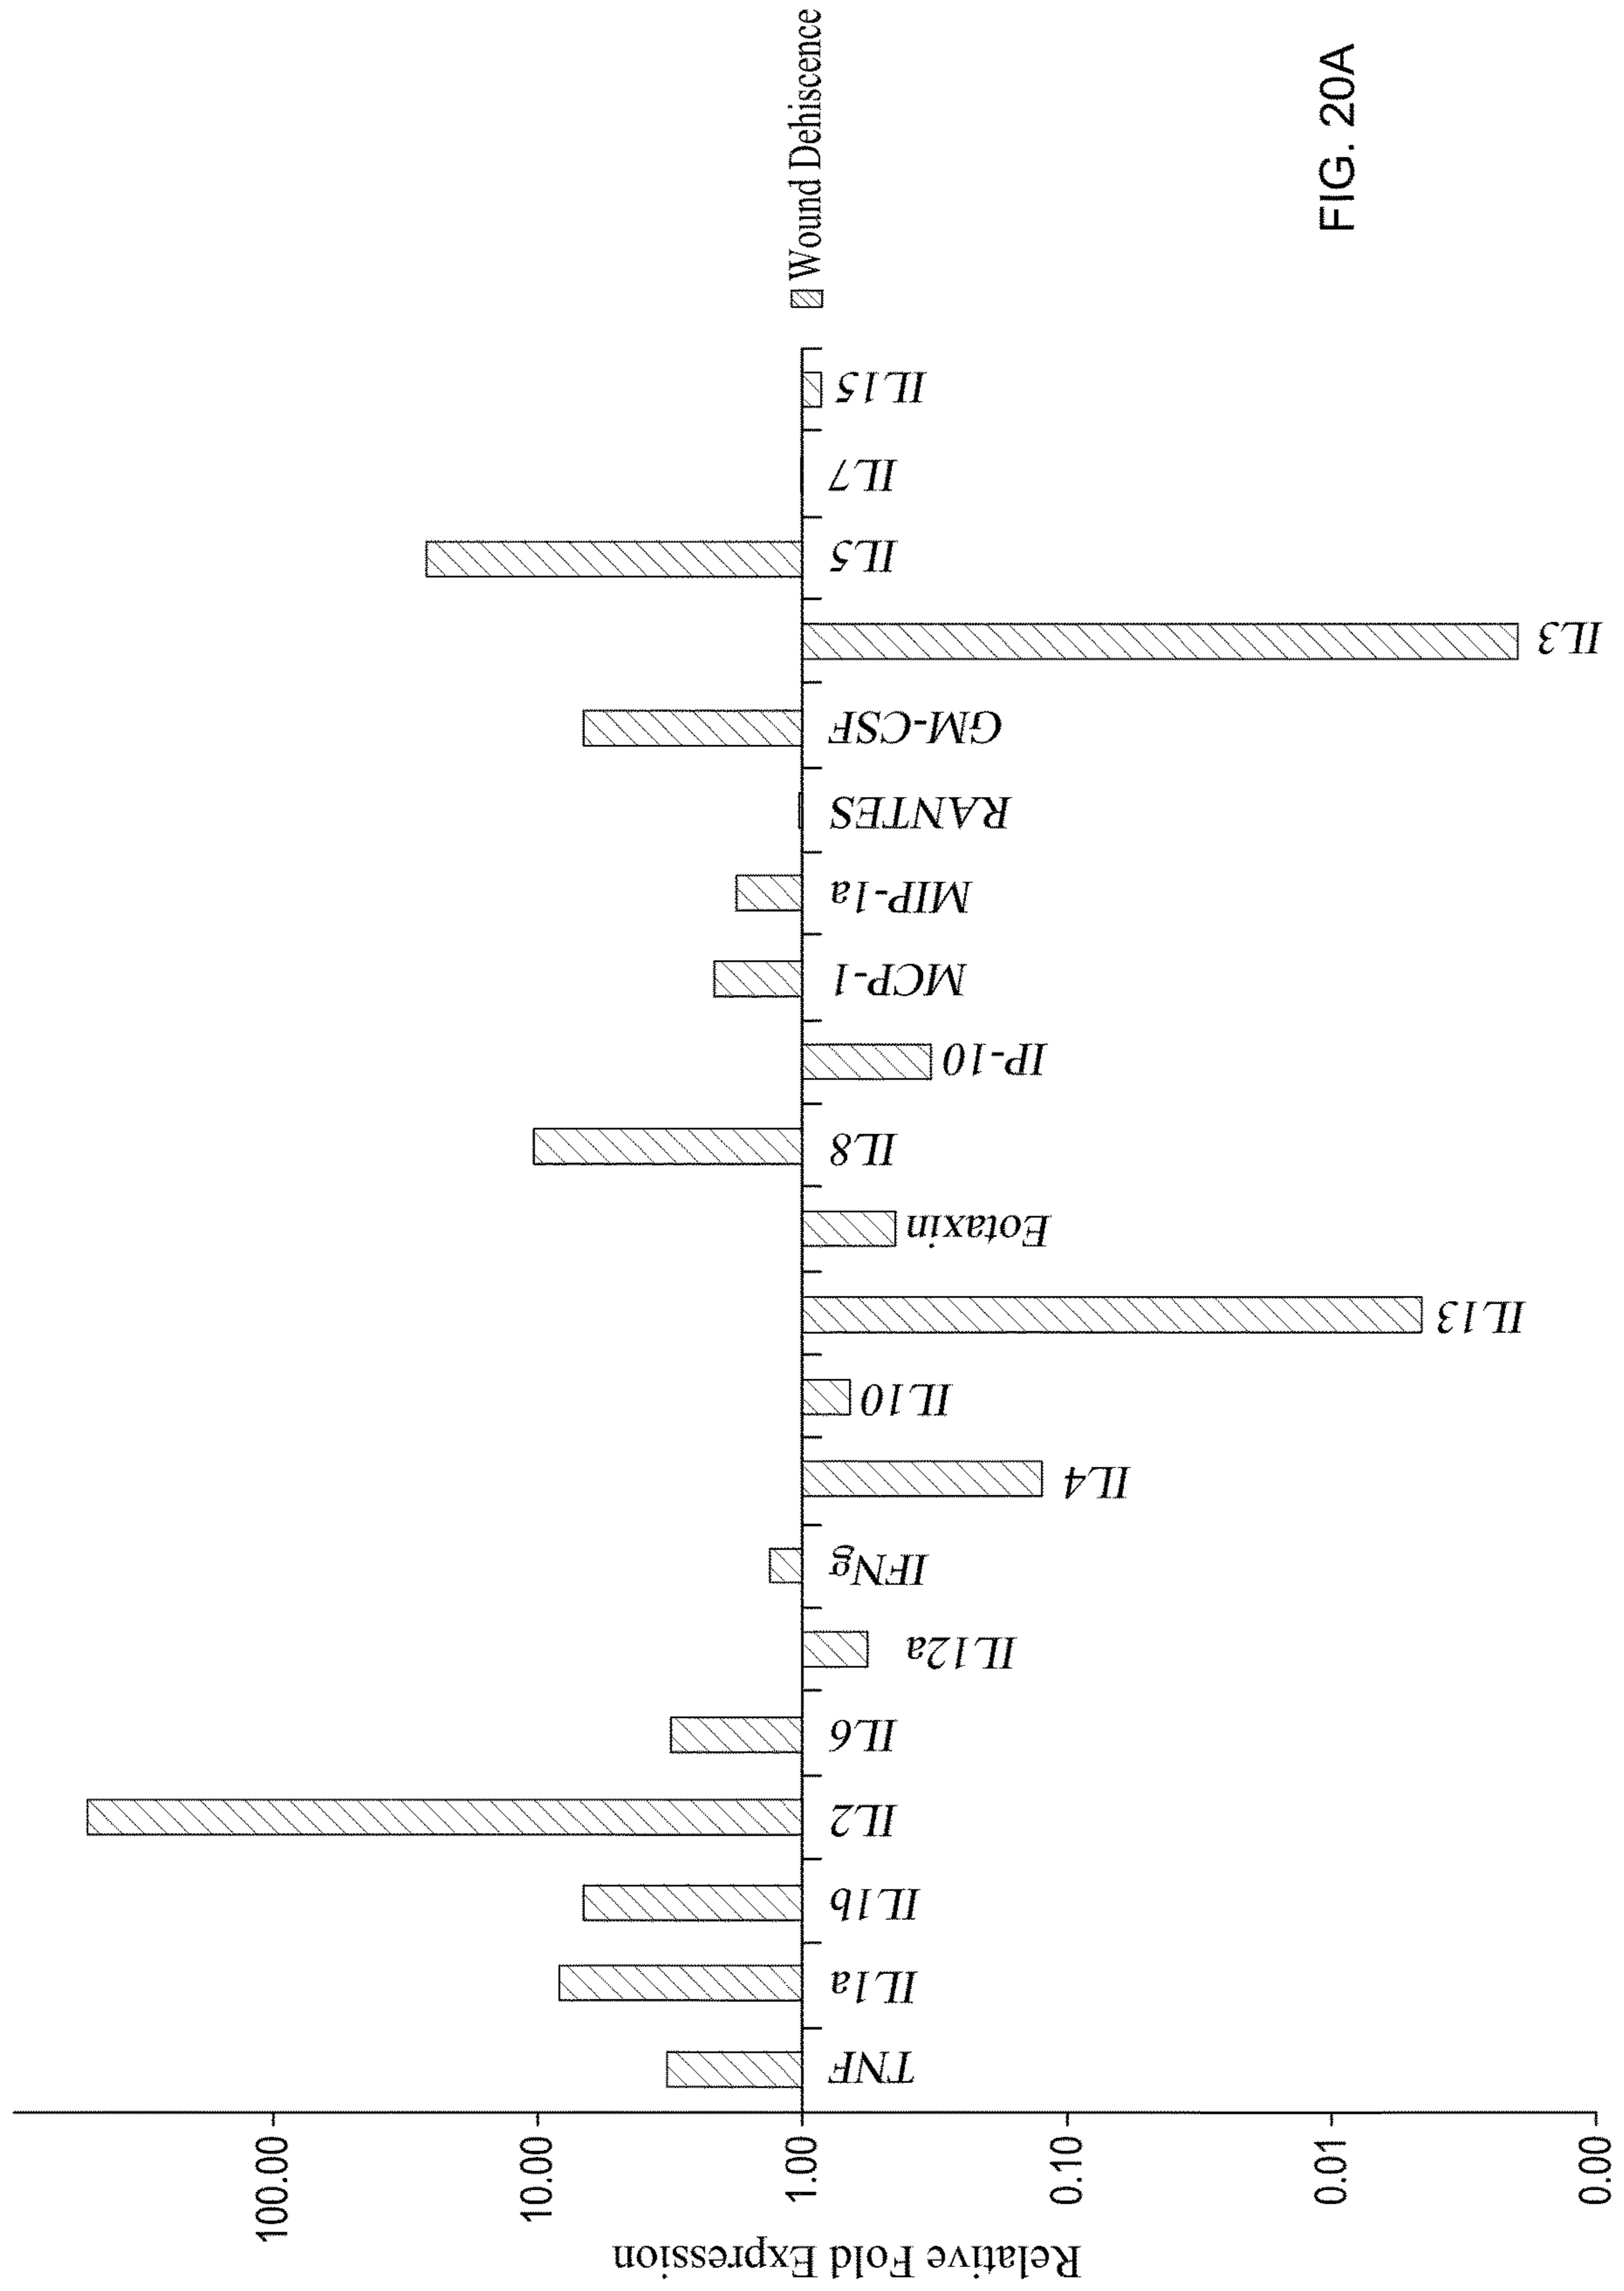 Relative Fold Expression
100.00
10.00
1.00
0.10
0.01
0.00
TNF
IL1a
IL1b
IL2
IL6
IL12a
IFNg
IL4
IL10
IL13
Eotaxin
IL8
IP-10
MCP-1
MIP-1a
RANTES
GM-CSF
IL3
IL5
IL7
IL15
Wound Dehiscence
FIG. 20A